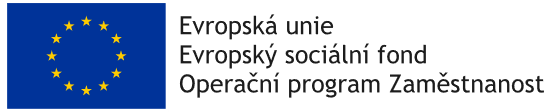 Evropská unie
Evropský sociální fond
Operační program Zaměstnanost